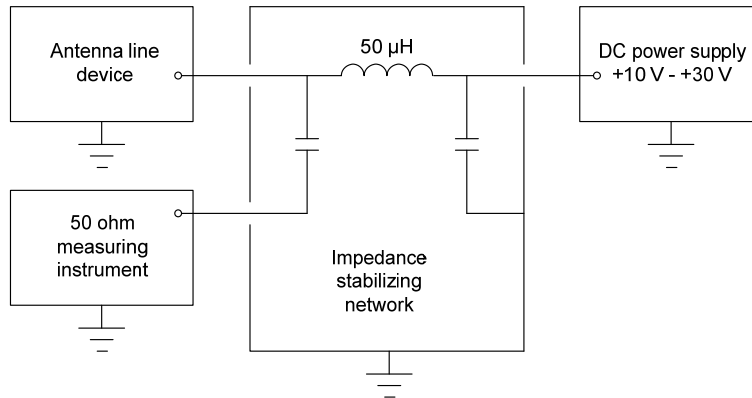 Antenna line
device
50 µH
DC power supply
+10 V - +30 V
50 ohm
measuring
instrument
Impedance
stabilizing
network